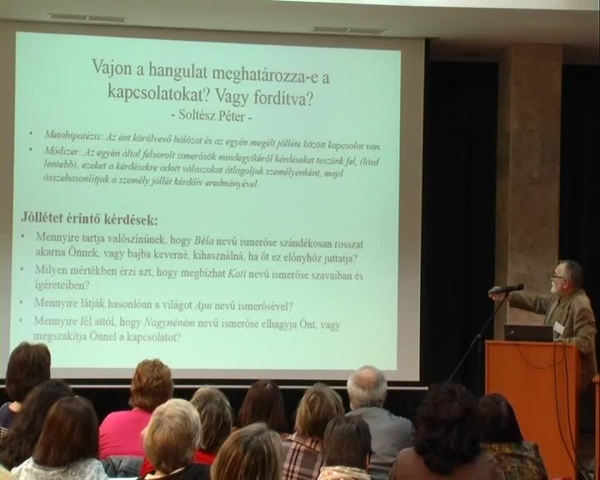 Vajon a hangulat meghatározza-e a
kapcsolatokat? Vagy fordítva?
- Soltész Péter -
• Metahipotézis: Az ént körülvevő hálózat és az egyén megélt jólléte között kapcsolat van.
• Módszer: Az egyén által felsorolt ismerősök mindegyikéről kérdéseket teszünk fel, (lásd
lentebb), ezeket a kérdésekre adott válaszokat átlagoljuk személyenként, majd
összehasonlítjuk a személy jóllét kérdőív eredményével.
Jóllétet érintő kérdések:
• Mennyire tartja valószínűnek, hogy Béla nevű ismerőse szándékosan rosszat
akarna Önnek, vagy bajba keverné, kihasználná, ha őt ez előnyhöz juttatja?
• Milyen mértékben érzi azt, hogy megbízhat Kati nevű ismerőse szavaiban és
ígéreteiben?
• Mennyire látják hasonlóan a világot Apu nevű ismerősével?
• Mennyire fél attól, hogy Nagynéném nevű ismerőse elhagyja Önt, vagy
megszakítja Önnel a kapcsolatot?